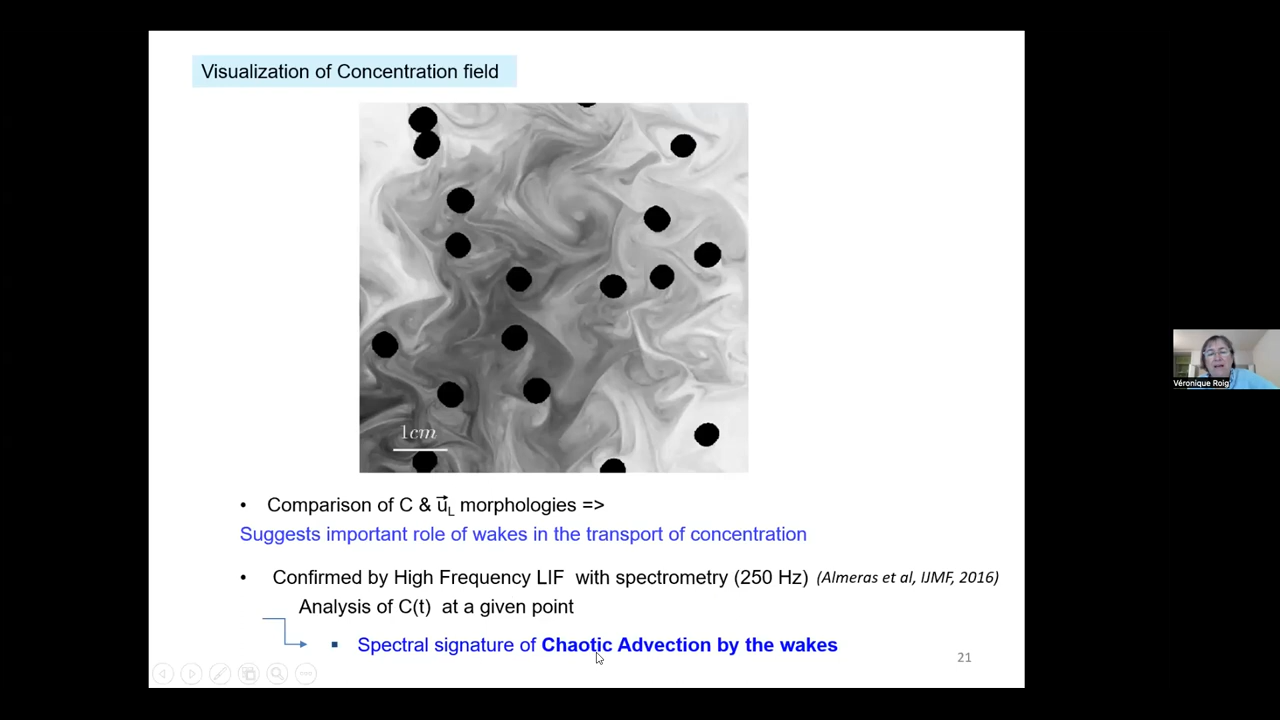 Visualization of Concentration field
1cm
• Comparison of C & u⃗L morphologies =>
Suggests important role of wakes in the transport of concentration
• Confirmed by High Frequency LIF with spectrometry (250 Hz) (Almeras et al, IJMF, 2016)
Analysis of C(t) at a given point
▪ Spectral signature of Chaotic Advection by the wakes
21
Véronique Roig